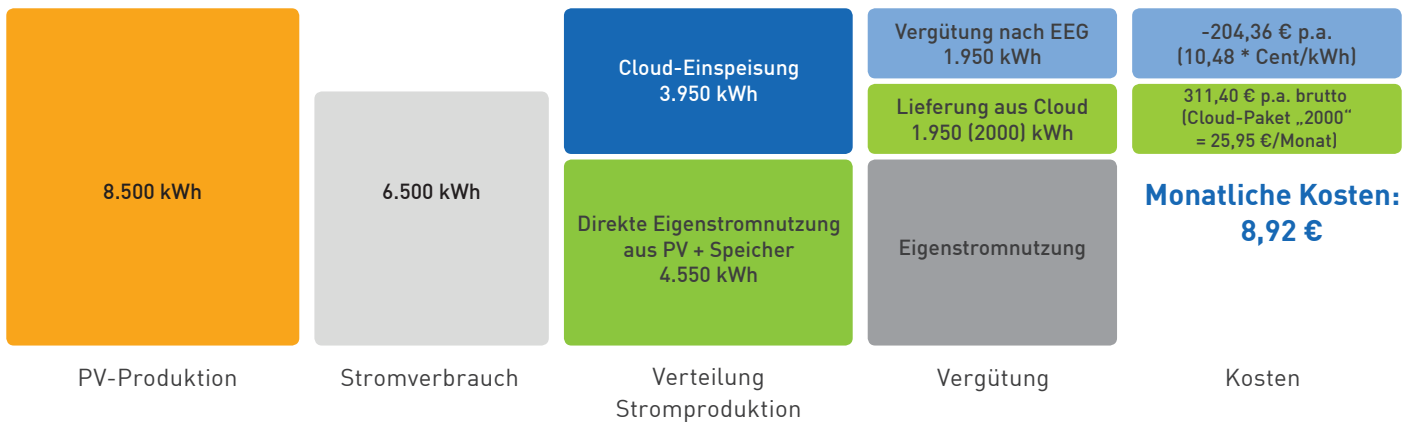 8.500 kWh
PV-Produktion
6.500 kWh
Stromverbrauch
Cloud-Einspeisung
3.950 kWh
Direkte Eigenstromnutzung
aus PV + Speicher
4.550 kWh
Verteilung
Stromproduktion
Vergütung nach EEG
1.950 kWh
Lieferung aus Cloud
1.950 (2000) kWh
Eigenstromnutzung
Vergütung
-204,36 € p.a.
(10,48 * Cent/kWh)
311,40 € p.a. brutto
(Cloud-Paket „2000“
= 25,95 €/Monat)
Monatliche Kosten:
8,92 €
Kosten